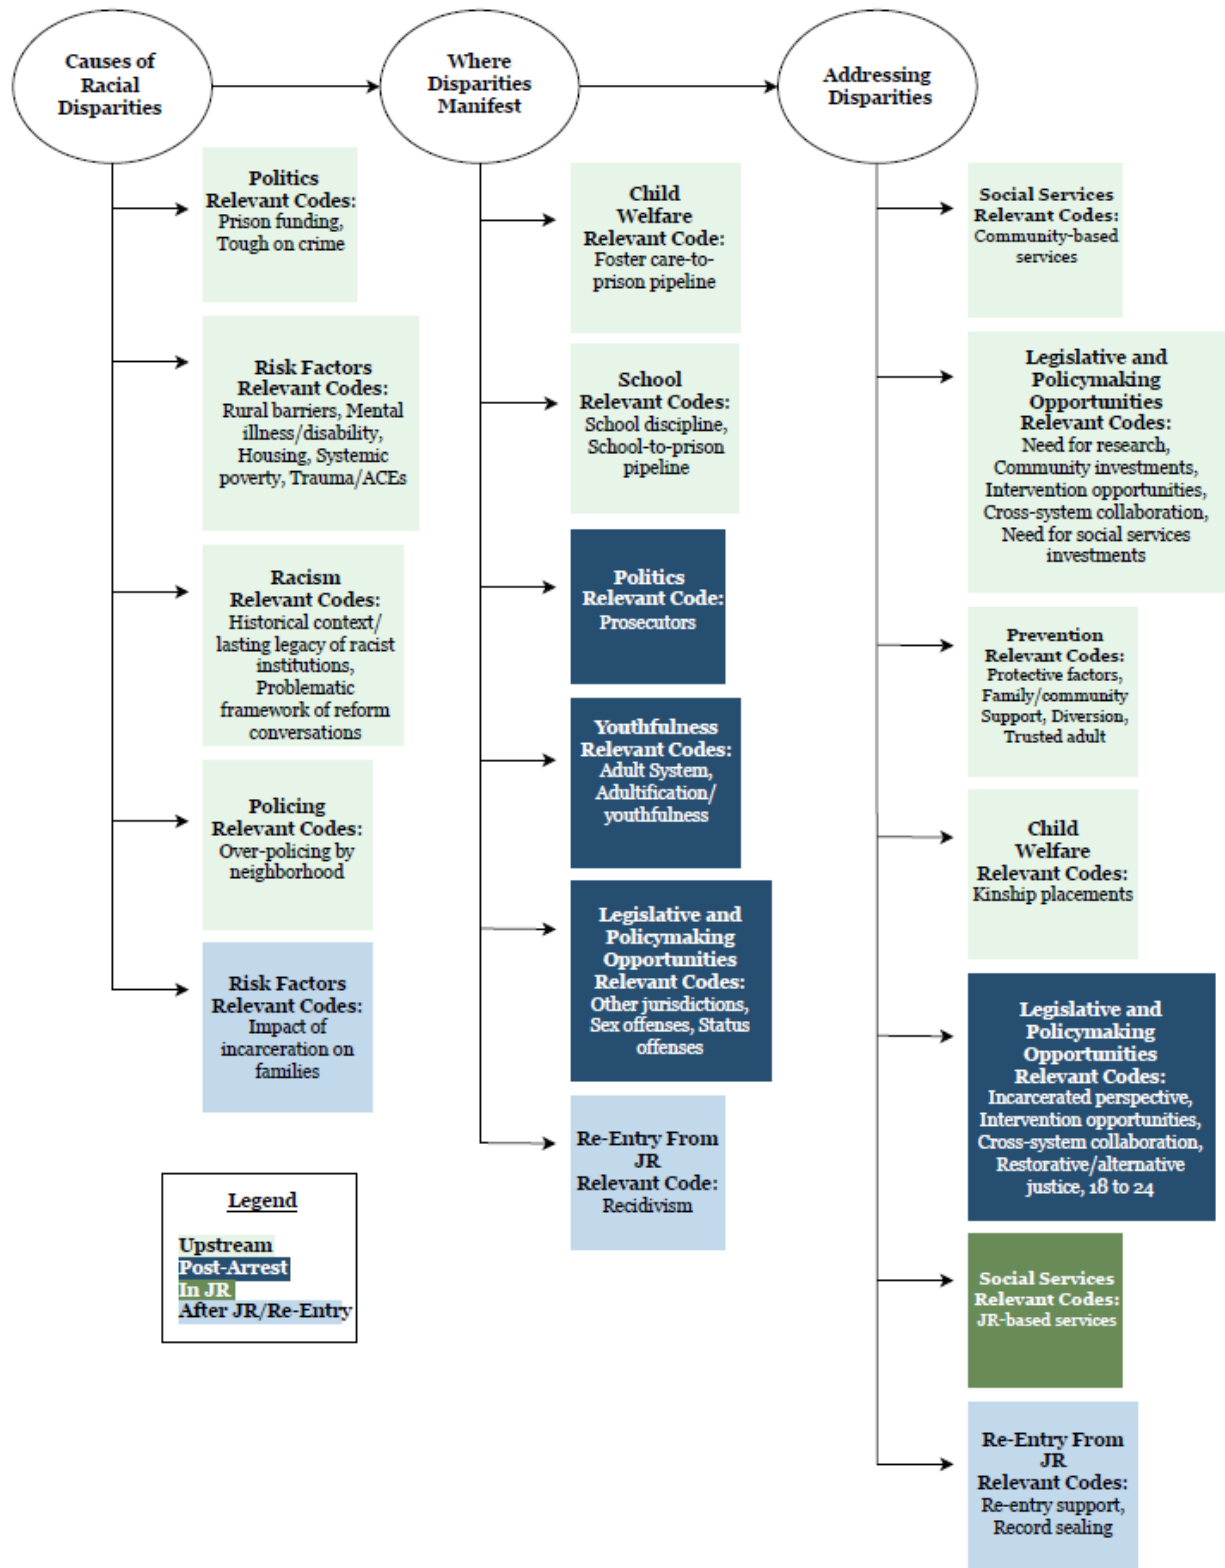 Causes of
Racial
Disparities
Where
Disparities
Manifest
Addressing
Disparities
Politics
Relevant Codes:
Prison funding,
Tough on crime
Risk Factors
Relevant Codes:
Rural barriers, Mental
illness/disability,
Housing, Systemic
poverty, Trauma/ACEs
Racism
Relevant Codes:
Historical context/
lasting legacy of racist
institutions,
Problematic
framework of reform
conversations
Policing
Relevant Codes:
Over-policing by
neighborhood
Risk Factors
Relevant Codes:
Impact of
incarceration on
families
Legend
Upstream
Post-Arrest
In JR
After JR/Re-Entry
Child
Welfare
Relevant Code:
Foster care-to-
prison pipeline
School
Relevant Codes:
School discipline,
School-to-prison
pipeline
Politics
Relevant Code:
Prosecutors
Youthfulness
Relevant Codes:
Adult System,
Adultification/
youthfulness
Legislative and
Policymaking
Opportunities
Relevant Codes:
Other jurisdictions,
Sex offenses, Status
offenses
Re-Entry From
JR
Relevant Code:
Recidivism
Social Services
Relevant Codes:
Community-based
services
Legislative and
Policymaking
Opportunities
Relevant Codes:
Need for research,
Community investments,
Intervention opportunities,
Cross-system collaboration,
Need for social services
investments
Prevention
Relevant Codes:
Protective factors,
Family/community
Support, Diversion,
Trusted adult
Child
Welfare
Relevant Codes:
Kinship placements
Legislative and
Policymaking
Opportunities
Relevant Codes:
Incarcerated perspective,
Intervention opportunities,
Cross-system collaboration,
Restorative/alternative
justice, 18 to 24
Social Services
Relevant Codes:
JR-based services
Re-Entry From
JR
Relevant Codes:
Re-entry support,
Record sealing